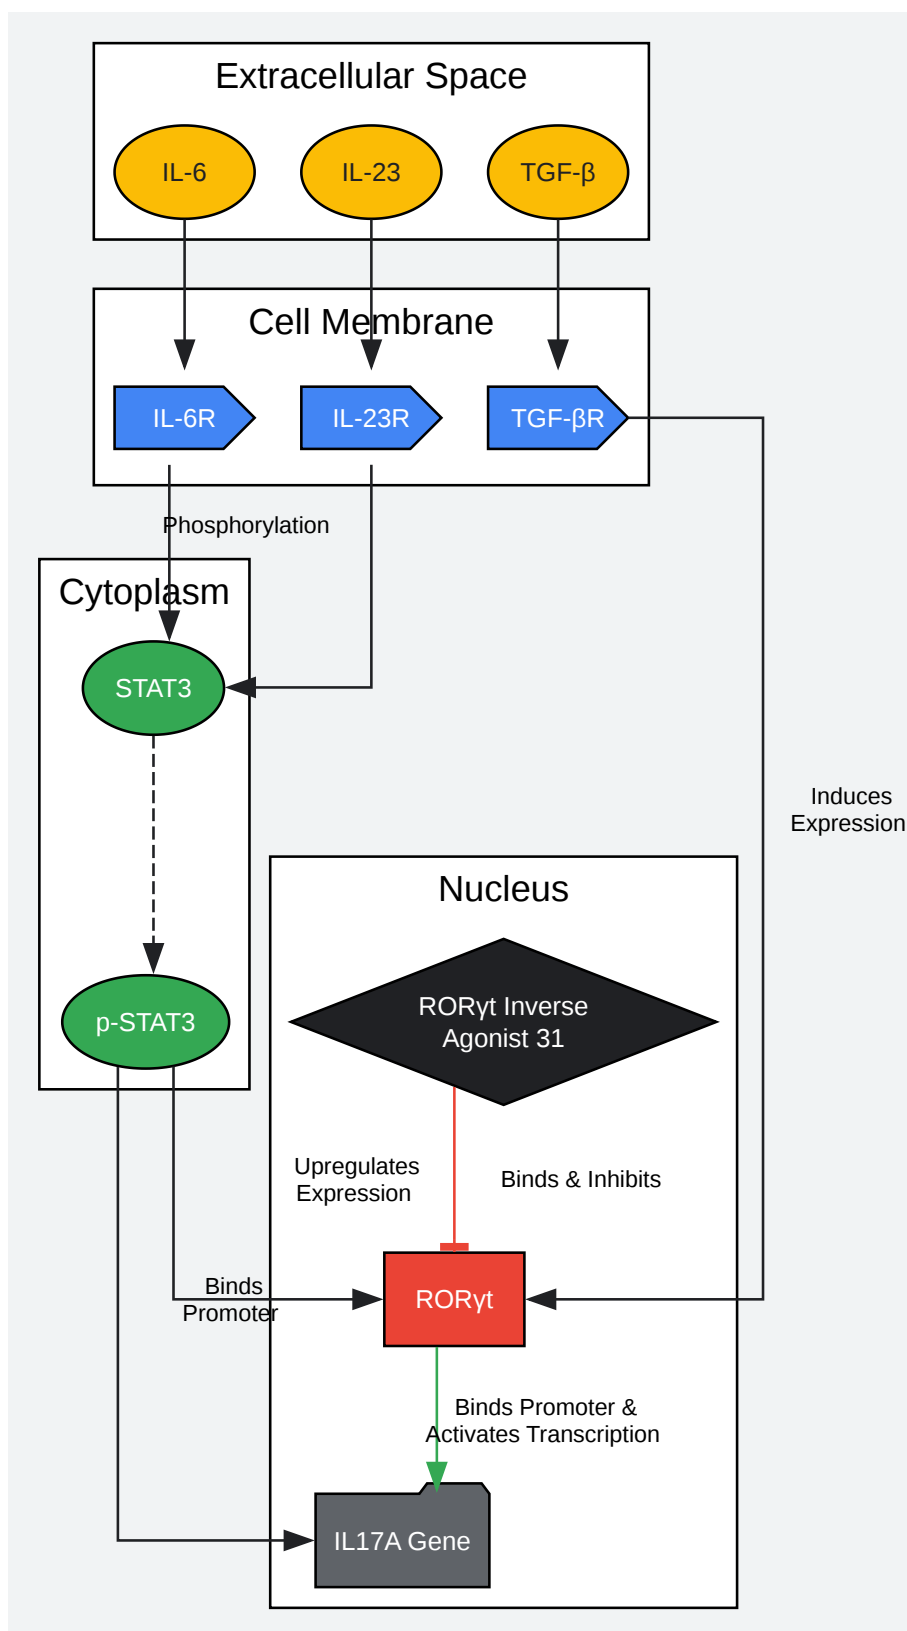 Extracellular Space
IL-6
IL-23
TGF-β
Cell Membrane
IL-6R
IL-23R
TGF-βR
Phosphorylation
Cytoplasm
STAT3
Induces
Expression
Nucleus
RORγt Inverse
Agonist 31
p-STAT3
Upregulates
Expression
Binds & Inhibits
Binds
Promoter
RORγt
Binds Promoter &
Activates Transcription
IL17A Gene